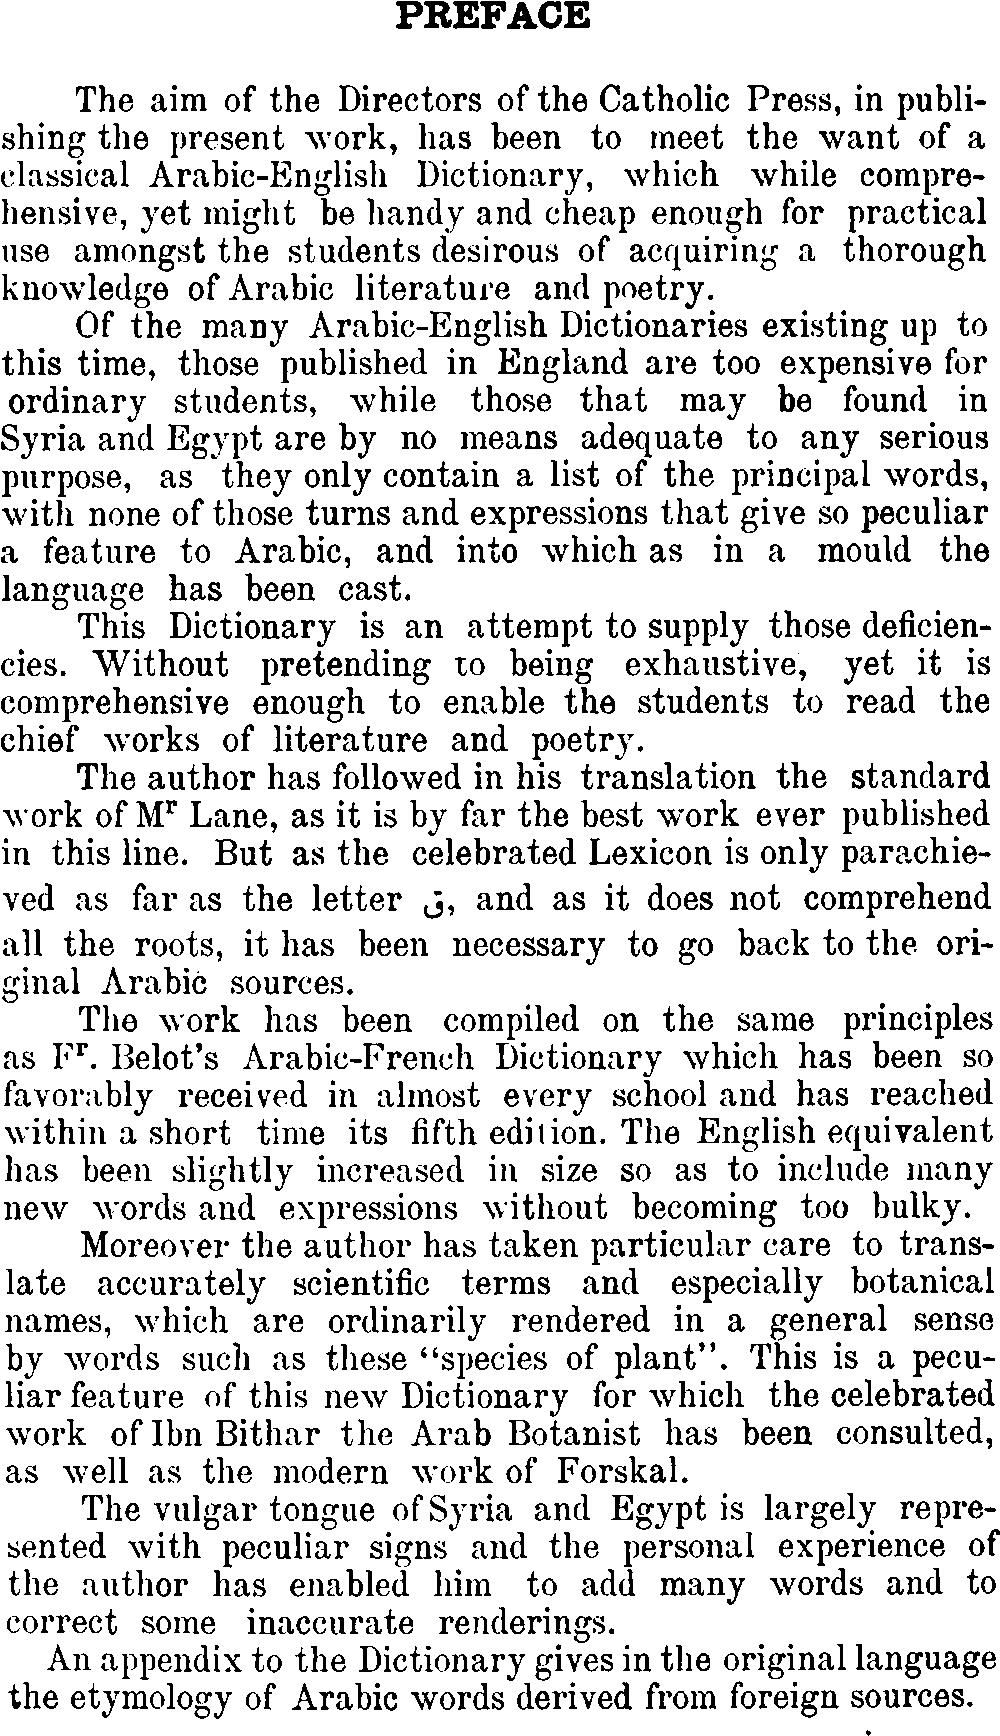 PREFACE
The aim of the Directors of the Catholic Press, in publi-
shing the present work, has been to meet the want of a
classical Arabic-English Dictionary, which while compre-
hensive, yet might be handy and cheap enough for practical
use amongst the students desirous of acquiring a thorough
knowledge of Arabic literature and poetry.
Of the many Arabic-English Dictionaries existing up to
this time, those published in England are too expensive for
ordinary students, while those that may be found in
Syria and Egypt are by no means adequate to any serious
purpose, as they only contain a list of the principal words,
with none of those turns and expressions that give so peculiar
a feature to Arabic, and into which as in a mould the
language has been cast.
This Dictionary is an attempt to supply those deficien-
cies. Without pretending to being exhaustive, yet it is
comprehensive enough to enable the students to read the
chief works of literature and poetry.
The author has followed in his translation the standard
work of Mr Lane, as it is by far the best work ever published
in this line. But as the celebrated Lexicon is only parachie-
ved as far as the letter ق, and as it does not comprehend
all the roots, it has been necessary to go back to the ori-
ginal Arabic sources.
The work has been compiled on the same principles
as Fr. Belot's Arabic-French Dictionary which has been so
favorably received in almost every school and has reached
within a short time its fifth edition. The English equivalent
has been slightly increased in size so as to include many
new words and expressions without becoming too bulky.
Moreover the author has taken particular care to trans-
late accurately scientific terms and especially botanical
names, which are ordinarily rendered in a general sense
by words such as these "species of plant". This is a pecu-
liar feature of this new Dictionary for which the celebrated
work of Ibn Bithar the Arab Botanist has been consulted,
as well as the modern work of Forskal.
The vulgar tongue of Syria and Egypt is largely repre-
sented with peculiar signs and the personal experience of
the author has enabled him to add many words and to
correct some inaccurate renderings.
An appendix to the Dictionary gives in the original language
the etymology of Arabic words derived from foreign sources.